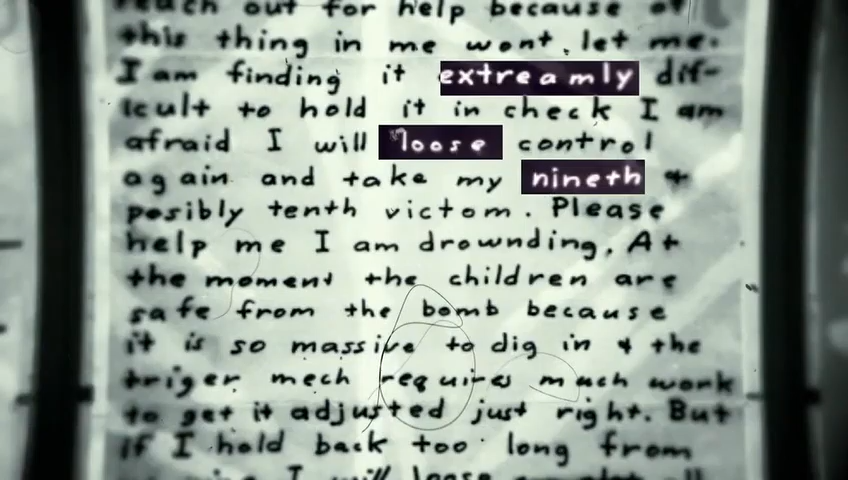 reach out for help because of
this thing in me wont let me.
I am finding it extreamly dif-
icult to hold it in check I am
afraid I will loose control
again and take my nineth +
posibly tenth victom. Please
help me I am drownding. At
the moment the children are
safe from the bomb because
it is so massive to dig in & the
triger mech requires much work
to get it adjusted just right. But
if I hold back too long from
I will loose